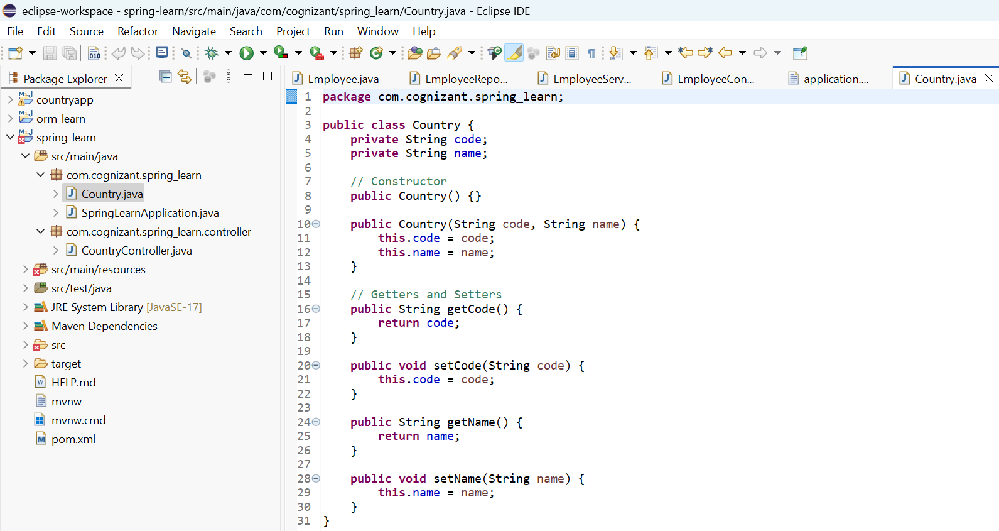 eclipse-workspace - spring-learn/src/main/java/com/cognizant/spring_learn/Country.java - Eclipse IDE
File Edit Source Refactor Navigate Search Project Run Window Help
Package Explorer
countryapp
orm-learn
spring-learn
src/main/java
com.cognizant.spring_learn
Country.java
SpringLearnApplication.java
com.cognizant.spring_learn.controller
CountryController.java
src/main/resources
src/test/java
JRE System Library [JavaSE-17]
Maven Dependencies
src
target
HELP.md
mvnw
mvnw.cmd
pom.xml
Employee.java EmployeeRepo... EmployeeServ... EmployeeCon... application.... Country.java
1 package com.cognizant.spring_learn;
2
3 public class Country {
4     private String code;
5     private String name;
6
7     // Constructor
8     public Country() {}
9
10     public Country(String code, String name) {
11         this.code = code;
12         this.name = name;
13     }
14
15     // Getters and Setters
16     public String getCode() {
17         return code;
18     }
19
20     public void setCode(String code) {
21         this.code = code;
22     }
23
24     public String getName() {
25         return name;
26     }
27
28     public void setName(String name) {
29         this.name = name;
30     }
31 }